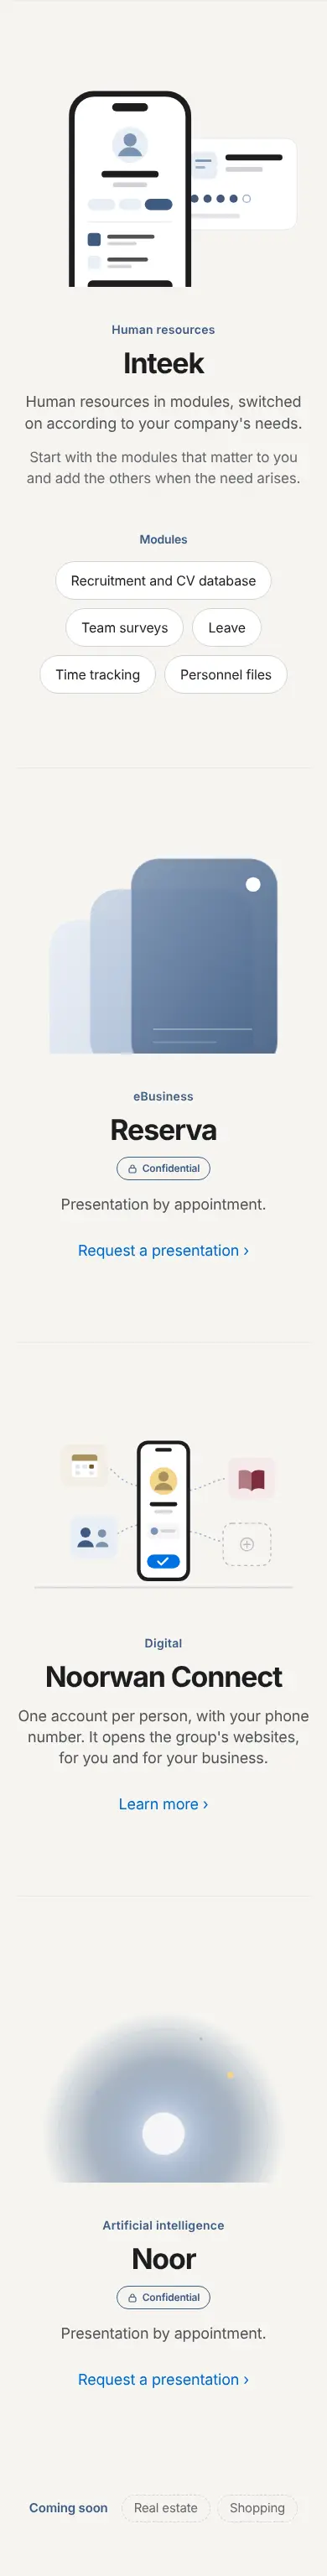 Human resources
Inteek
Human resources in modules, switched
on according to your company's needs.
Start with the modules that matter to you
and add the others when the need arises.
Modules
Recruitment and CV database
Team surveys
Leave
Time tracking
Personnel files
eBusiness
Reserva
Confidential
Presentation by appointment.
Request a presentation ›
Digital
Noorwan Connect
One account per person, with your phone
number. It opens the group's websites,
for you and for your business.
Learn more ›
Artificial intelligence
Noor
Confidential
Presentation by appointment.
Request a presentation ›
Coming soon
Real estate
Shopping